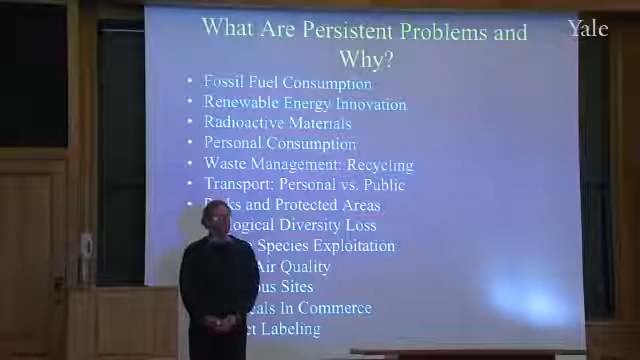 What Are Persistent Problems and
Yale
Why?
• Fossil Fuel Consumption
• Renewable Energy Innovation
• Radioactive Materials
• Personal Consumption
• Waste Management: Recycling
• Transport: Personal vs. Public
• and Protected Areas
Diversity Loss
Species Exploitation
Air Quality
Sites
In Commerce
Labeling